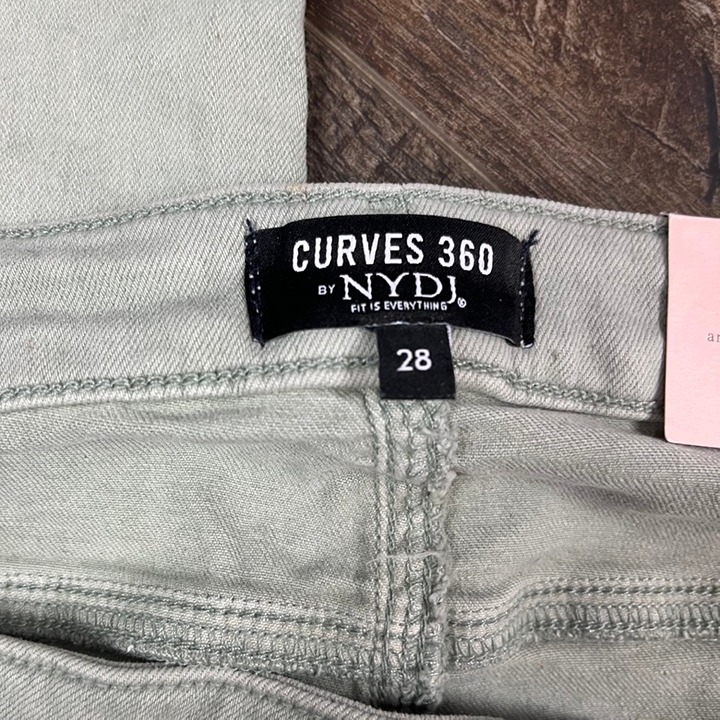 CURVES 360
BY NYDJ®
FIT IS EVERYTHING
28